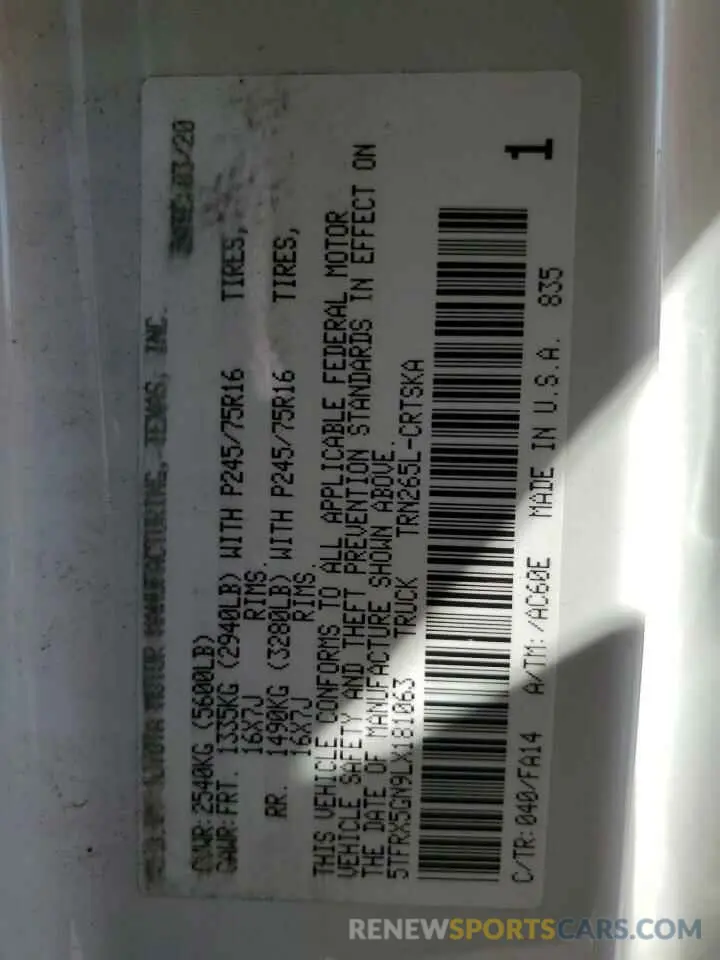 TOYOTA MOTOR MANUFACTURING, TEXAS, INC. 03/20
GVWR: 2540KG (5600LB)
GAWR: FRT. 1335KG (2940LB) WITH P245/75R16 TIRES,
16X7J RIMS.
RR. 1490KG (3280LB) WITH P245/75R16 TIRES,
16X7J RIMS.
THIS VEHICLE CONFORMS TO ALL APPLICABLE FEDERAL MOTOR
VEHICLE SAFETY AND THEFT PREVENTION STANDARDS IN EFFECT ON
THE DATE OF MANUFACTURE SHOWN ABOVE.
5TFRX5GN9LX181063 TRUCK TRN265L-CRTSKA
1
C/TR: 040/FA14 A/TM: /AC60E MADE IN U.S.A. 835
RENEWSPORTSCARS.COM